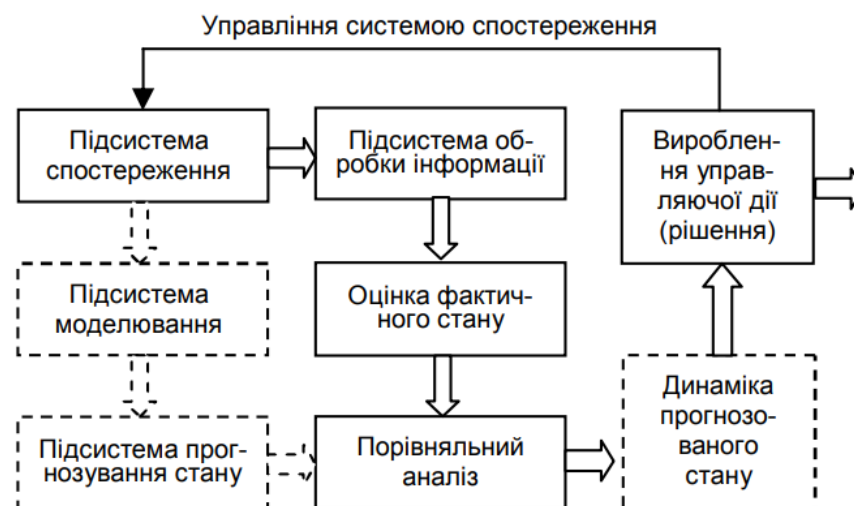 Управління системою спостереження
Підсистема
спостереження
Підсистема об-
робки інформації
Вироблен-
ня управ-
ляючої дії
(рішення)
Підсистема
моделювання
Оцінка фактич-
ного стану
Підсистема прог-
нозування стану
Порівняльний
аналіз
Динаміка
прогнозо-
ваного
стану